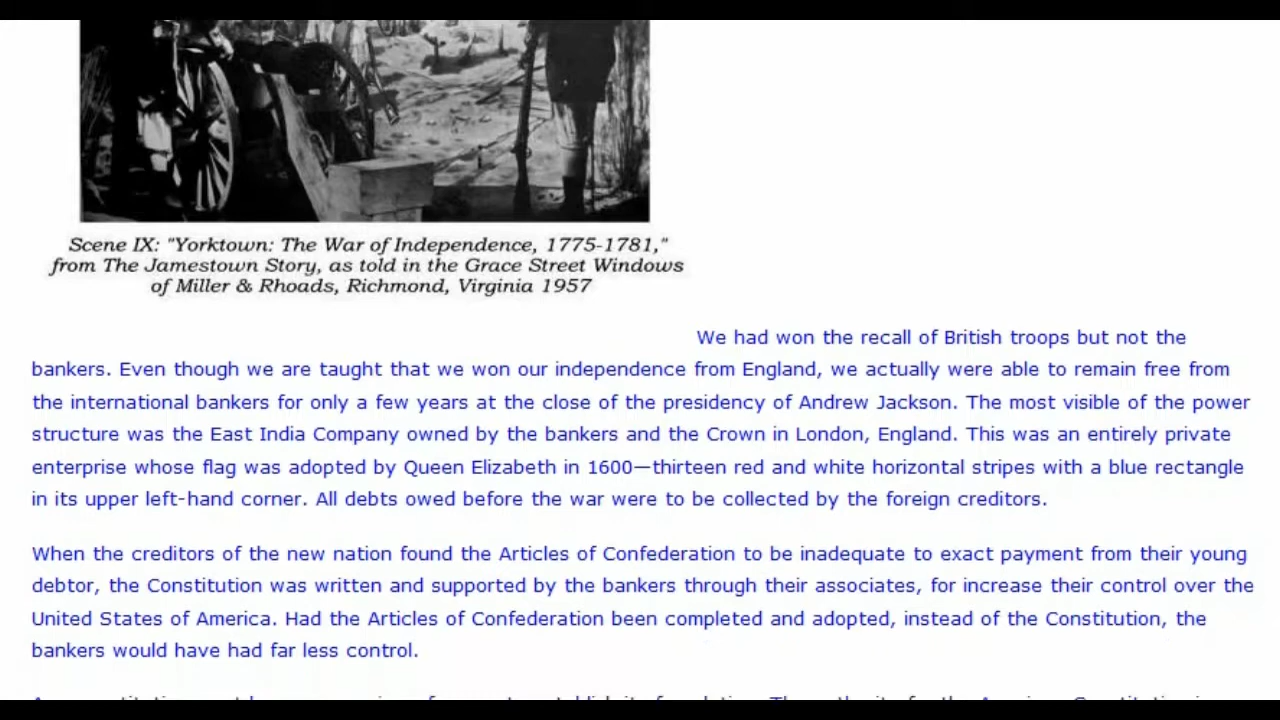 Scene IX: "Yorktown: The War of Independence, 1775-1781,"
from The Jamestown Story, as told in the Grace Street Windows
of Miller & Rhoads, Richmond, Virginia 1957
We had won the recall of British troops but not the
bankers. Even though we are taught that we won our independence from England, we actually were able to remain free from
the international bankers for only a few years at the close of the presidency of Andrew Jackson. The most visible of the power
structure was the East India Company owned by the bankers and the Crown in London, England. This was an entirely private
enterprise whose flag was adopted by Queen Elizabeth in 1600—thirteen red and white horizontal stripes with a blue rectangle
in its upper left-hand corner. All debts owed before the war were to be collected by the foreign creditors.
When the creditors of the new nation found the Articles of Confederation to be inadequate to exact payment from their young
debtor, the Constitution was written and supported by the bankers through their associates, for increase their control over the
United States of America. Had the Articles of Confederation been completed and adopted, instead of the Constitution, the
bankers would have had far less control.